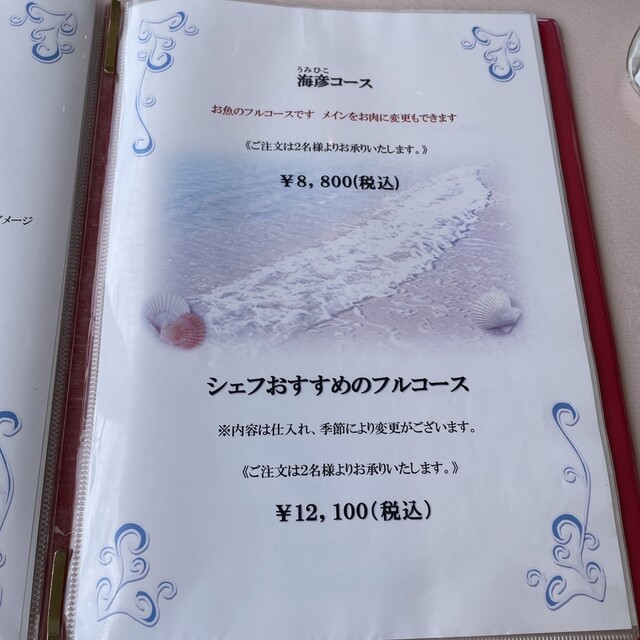 うみひこ
海彦コース
お魚のフルコースです メインをお肉に変更もできます
《ご注文は2名様よりお承りいたします。》
￥8,800(税込)
シェフおすすめのフルコース
※内容は仕入れ、季節により変更がございます。
《ご注文は2名様よりお承りいたします。》
￥12,100(税込)
メージ